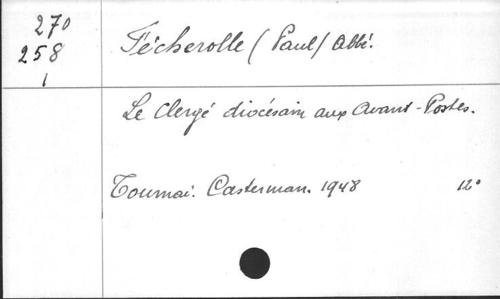 270
258
1
Fécherolle (Paul) Abbé.
Le Clergé diocésain aux Avant-Postes.
Tournai. Casterman. 1948 12°